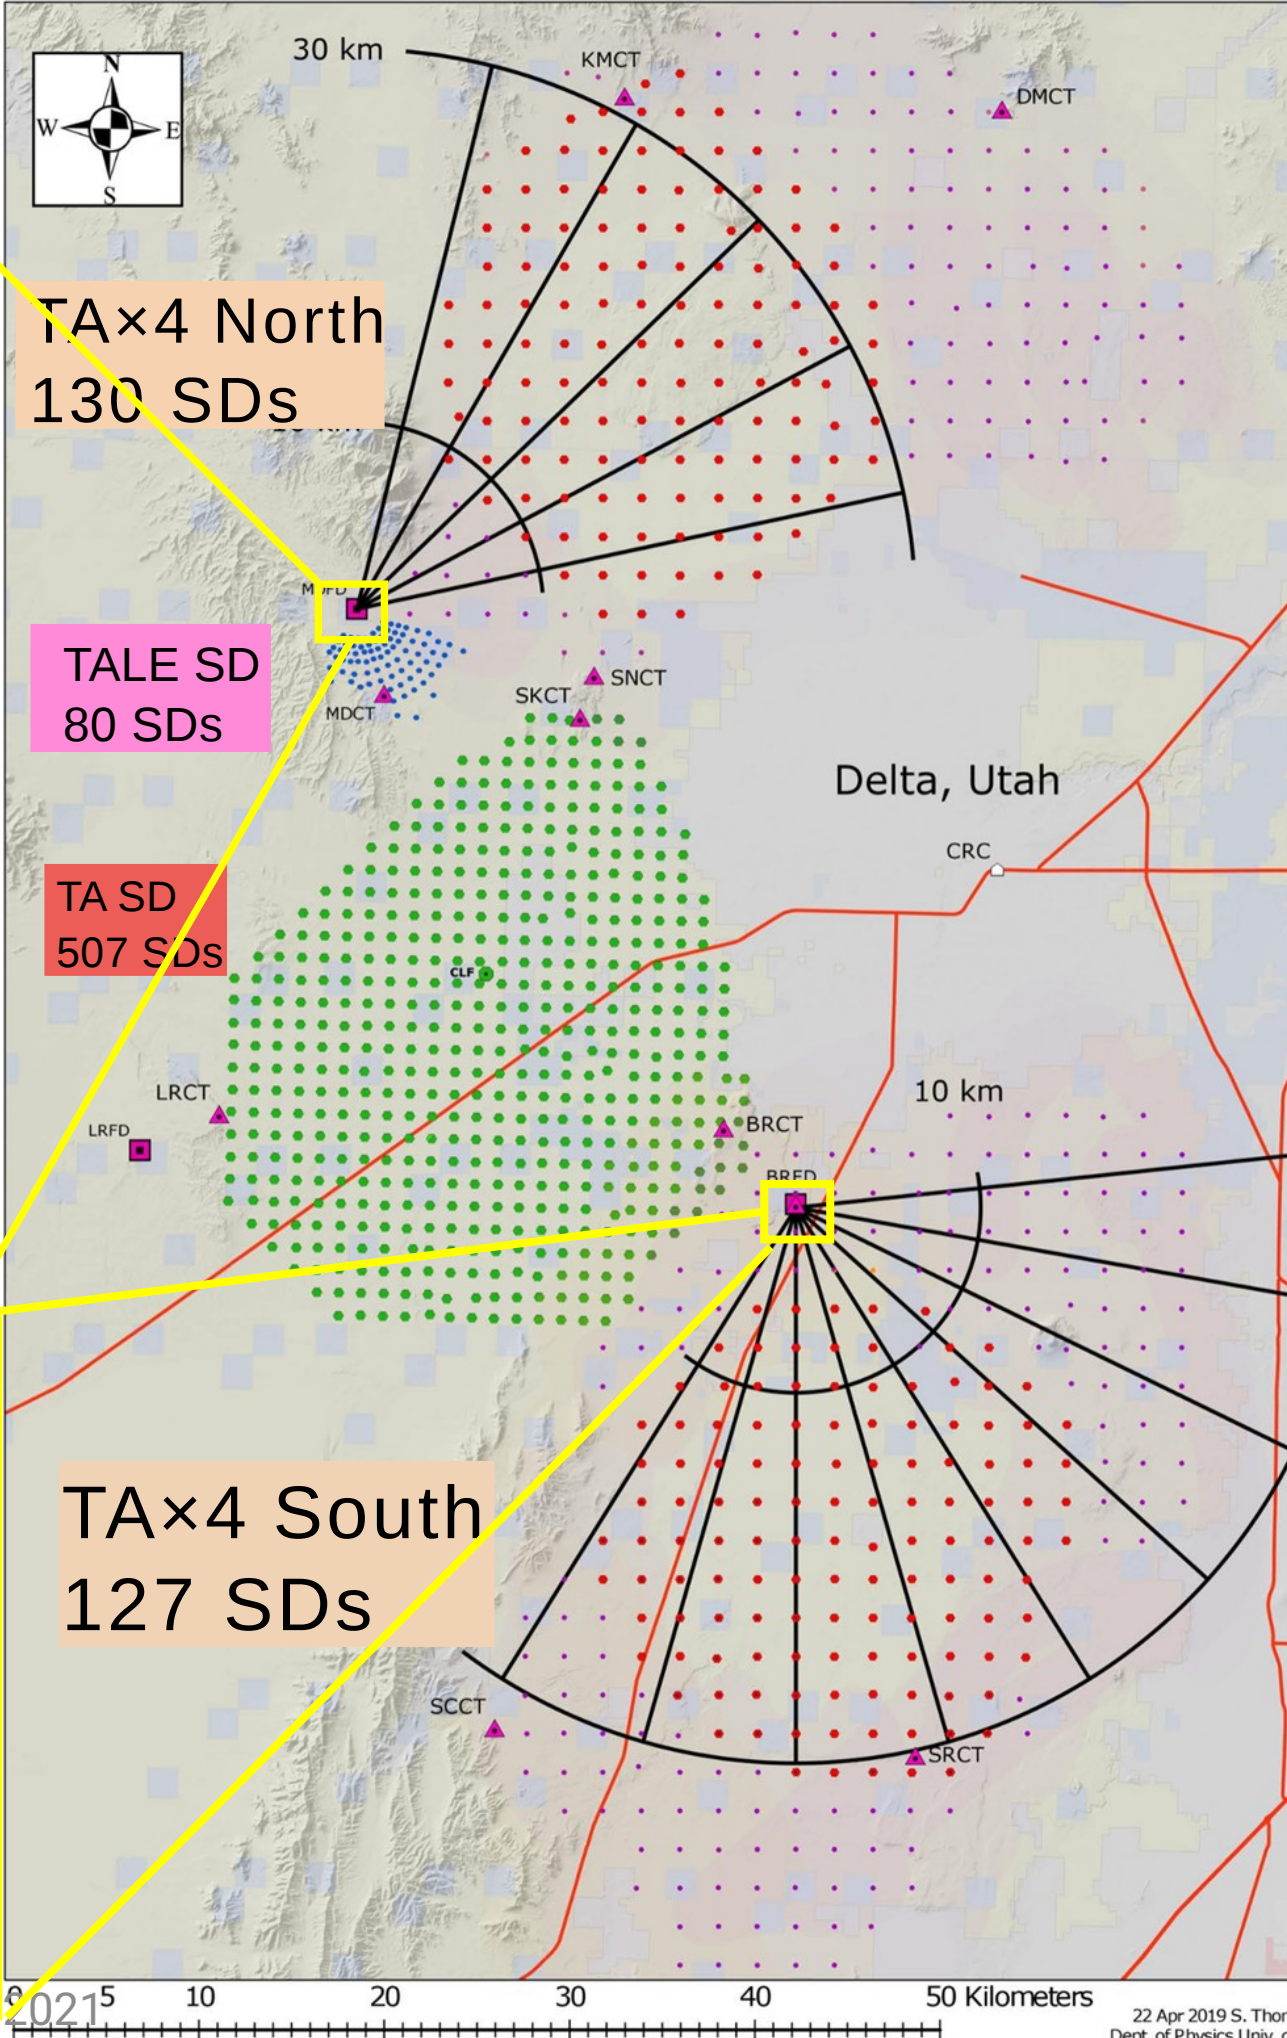 30 km
KMCT
DMCT
N
W E
S
TA×4 North
130 SDs
MDFD
TALE SD
80 SDs
SNCT
SKCT
MDCT
Delta, Utah
CRC
TA SD
507 SDs
CLF
10 km
LRCT
LRFD
BRCT
BRFD
TA×4 South
127 SDs
SCCT
SRCT
0 5 10 20 30 40 50 Kilometers
2021
22 Apr 2019 S. Thor
Dept. of Physics Univ.